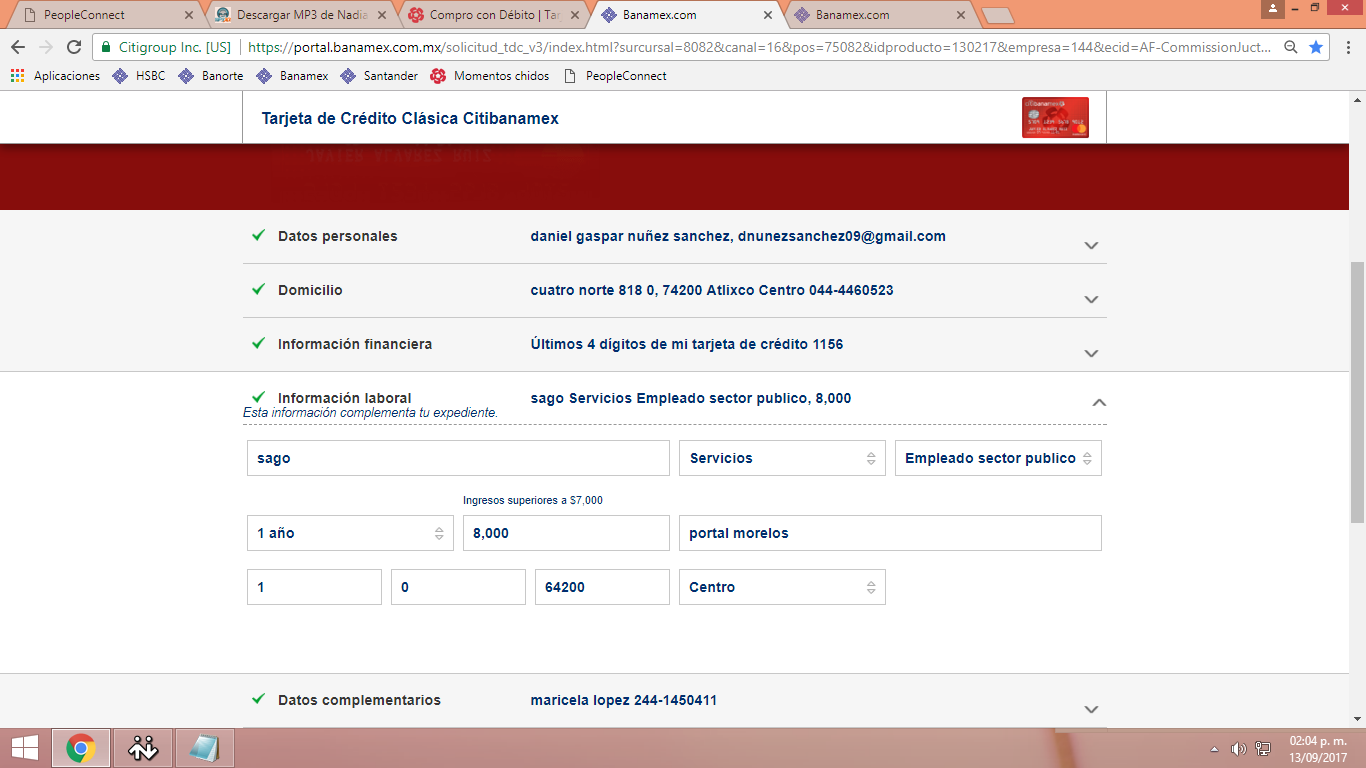 PeopleConnect
Descargar MP3 de Nadia
Compro con Débito | Tar
Banamex.com
Banamex.com
Citigroup Inc. [US] https://portal.banamex.com.mx/solicitud_tdc_v3/index.html?sursursal=8082&canal=16&pos=75082&idproducto=130217&empresa=144&ecid=AF-CommissionJuct...
Aplicaciones HSBC Banorte Banamex Santander Momentos chidos PeopleConnect
Tarjeta de Crédito Clásica Citibanamex
citibanamex
Datos personales daniel gaspar nuñez sanchez, dnunezsanchez09@gmail.com
Domicilio cuatro norte 818 0, 74200 Atlixco Centro 044-4460523
Información financiera Últimos 4 dígitos de mi tarjeta de crédito 1156
Información laboral sago Servicios Empleado sector publico, 8,000
Esta información complementa tu expediente.
sago Servicios Empleado sector publico
Ingresos superiores a $7,000
1 año 8,000 portal morelos
1 0 64200 Centro
Datos complementarios maricela lopez 244-1450411
02:04 p. m.
13/09/2017